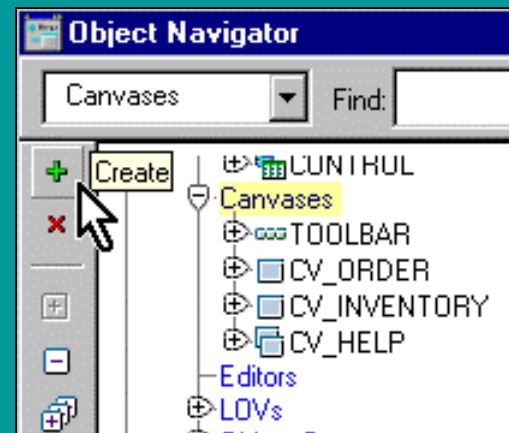 Object Navigator
Canvases Find:
Create
CONTROL
Canvases
TOOLBAR
CV_ORDER
CV_INVENTORY
CV_HELP
Editors
LOVs